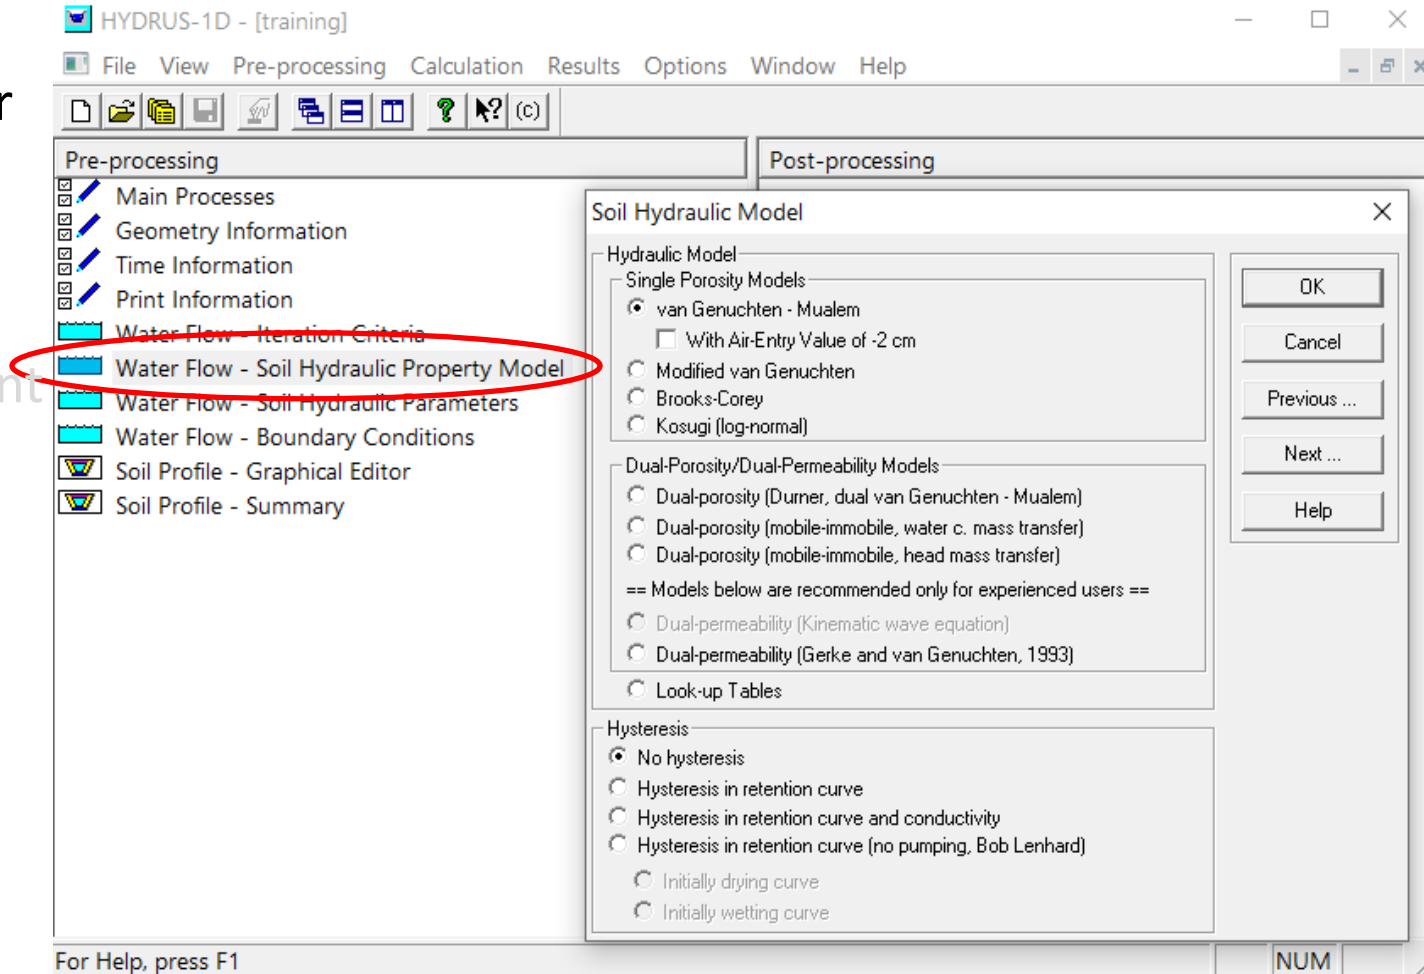 HYDRUS-1D - [training]
File View Pre-processing Calculation Results Options Window Help
r
(c)
Pre-processing
Post-processing
Main Processes
Geometry Information
Time Information
Print Information
Water Flow - Iteration Criteria
Water Flow - Soil Hydraulic Property Model
nt
Water Flow - Soil Hydraulic Parameters
Water Flow - Boundary Conditions
Soil Profile - Graphical Editor
Soil Profile - Summary
Soil Hydraulic Model
Hydraulic Model
Single Porosity Models
van Genuchten - Mualem
With Air-Entry Value of -2 cm
Modified van Genuchten
Brooks-Corey
Kosugi (log-normal)
Dual-Porosity/Dual-Permeability Models
Dual-porosity (Durner, dual van Genuchten - Mualem)
Dual-porosity (mobile-immobile, water c. mass transfer)
Dual-porosity (mobile-immobile, head mass transfer)
== Models below are recommended only for experienced users ==
Dual-permeability (Kinematic wave equation)
Dual-permeability (Gerke and van Genuchten, 1993)
Look-up Tables
Hysteresis
No hysteresis
Hysteresis in retention curve
Hysteresis in retention curve and conductivity
Hysteresis in retention curve (no pumping, Bob Lenhard)
Initially drying curve
Initially wetting curve
OK
Cancel
Previous ...
Next ...
Help
For Help, press F1
NUM